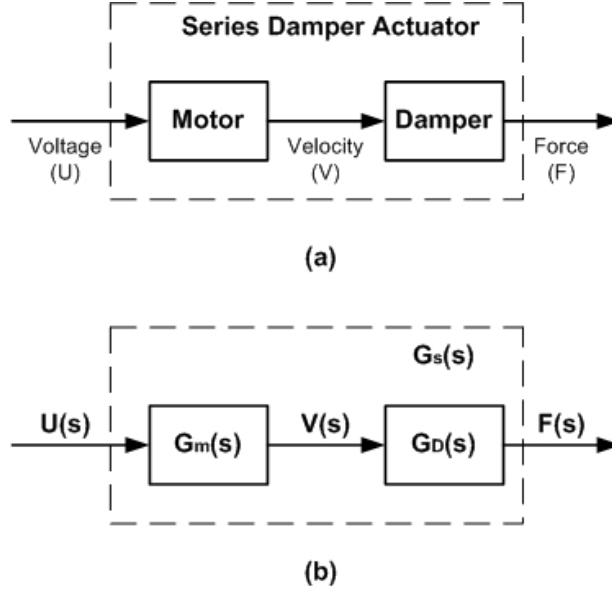 Series Damper Actuator
Motor
Damper
Voltage
(U)
Velocity
(V)
Force
(F)
(a)
Gs(s)
U(s)
Gm(s)
V(s)
GD(s)
F(s)
(b)